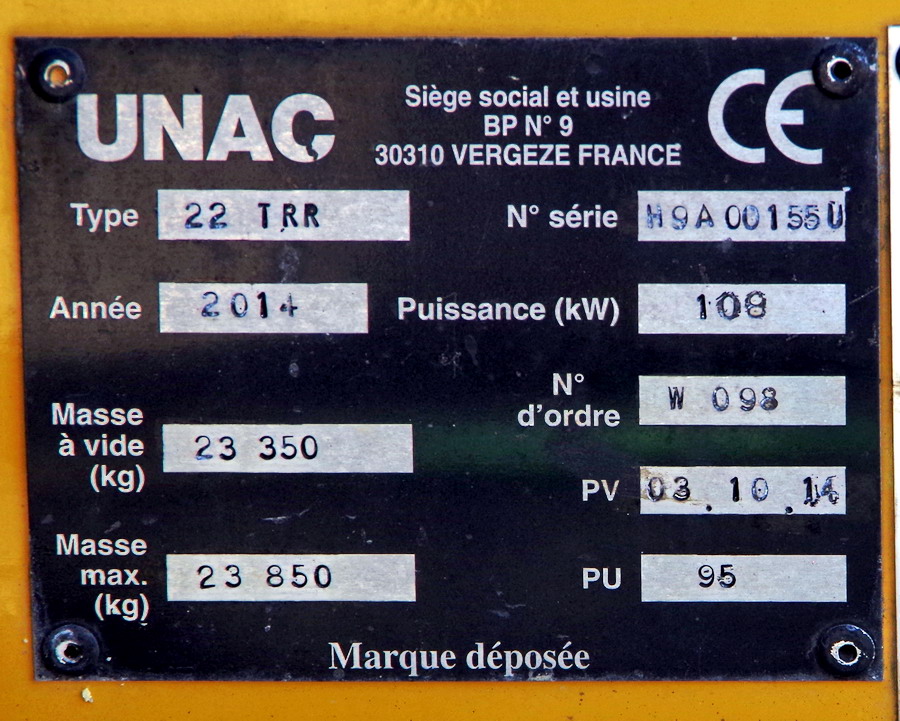 UNAC
Siège social et usine
BP N° 9
30310 VERGEZE FRANCE
CE
Type 22 TRR
N° série H9A00155U
Année 2014
Puissance (kW) 108
N° d'ordre W 098
Masse à vide (kg) 23 350
PV 03.10.14
Masse max. (kg) 23 850
PU 95
Marque déposée